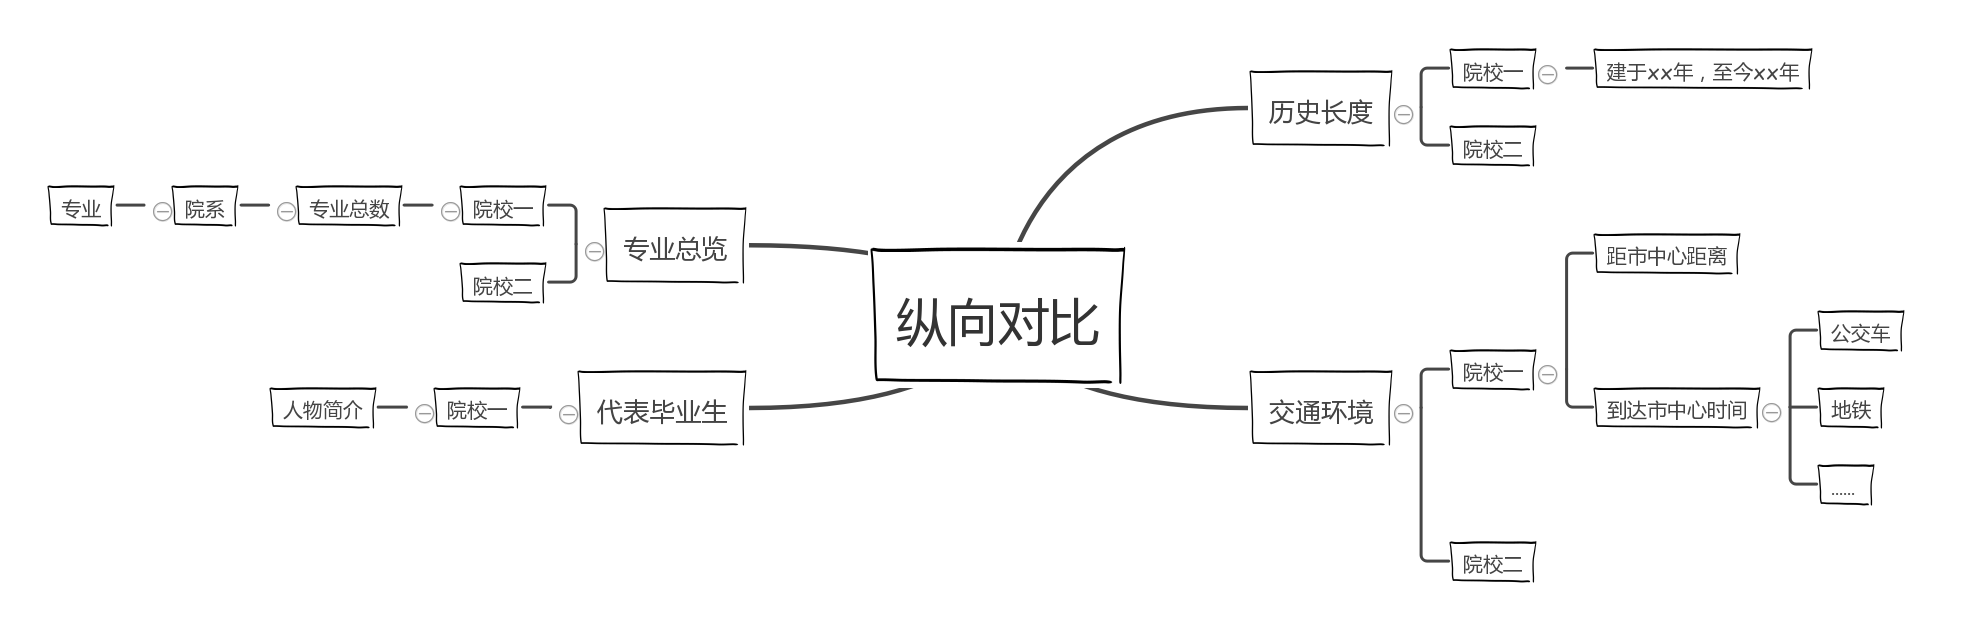 纵向对比
历史长度
院校一
建于xx年，至今xx年
院校二
交通环境
院校一
距市中心距离
到达市中心时间
公交车
地铁
……
院校二
专业总览
院校一
专业总数
院系
专业
院校二
代表毕业生
院校一
人物简介